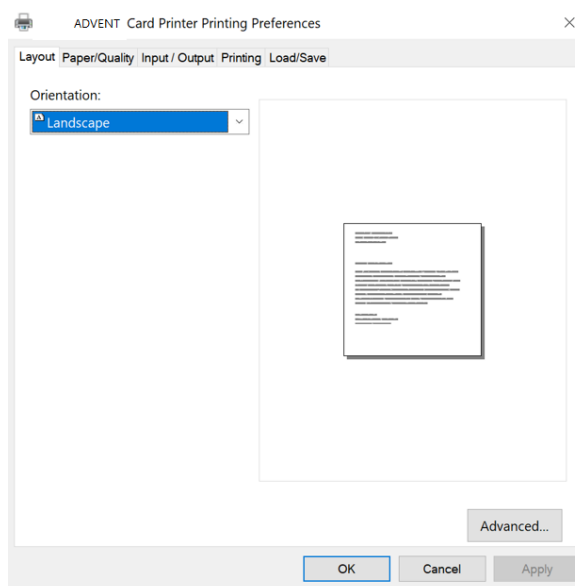 ADVENT Card Printer Printing Preferences
Layout Paper/Quality Input / Output Printing Load/Save
Orientation:
A Landscape
Advanced...
OK Cancel Apply